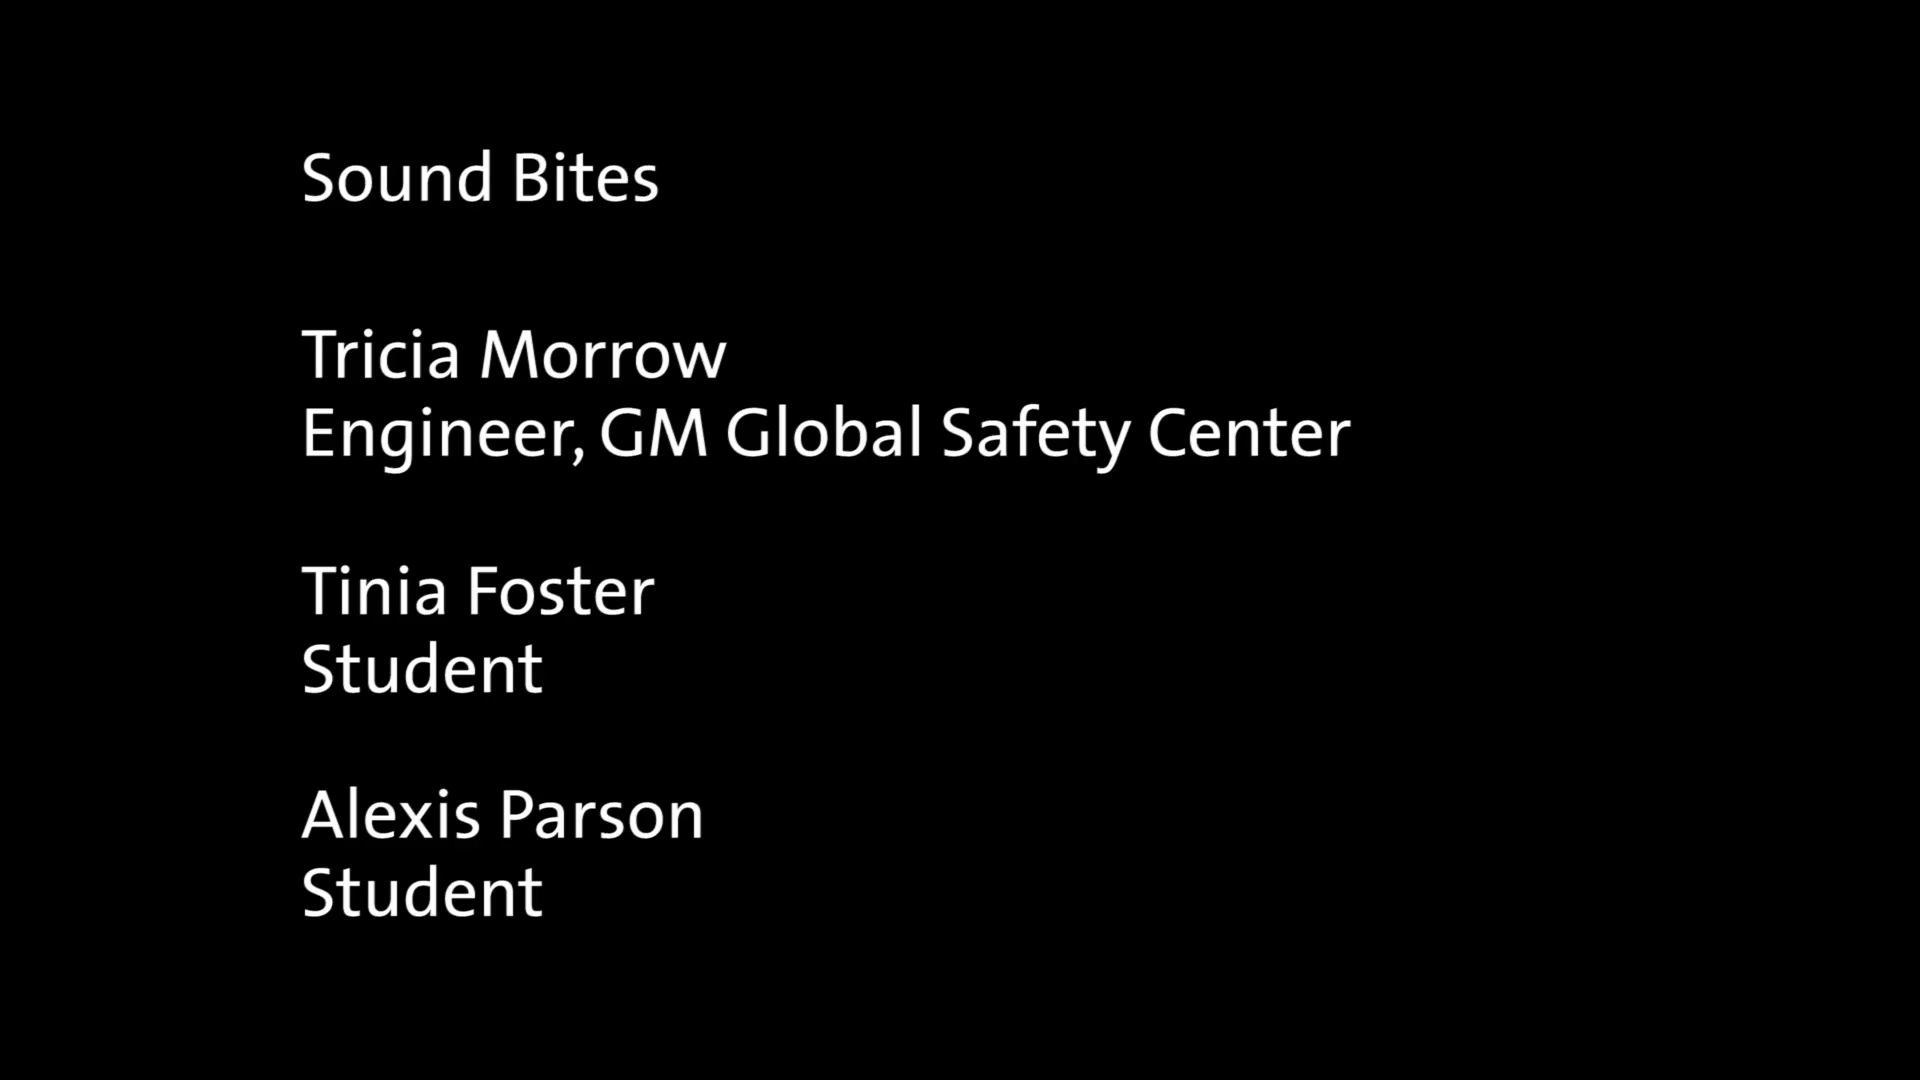 Sound Bites
Tricia Morrow
Engineer, GM Global Safety Center
Tinia Foster
Student
Alexis Parson
Student